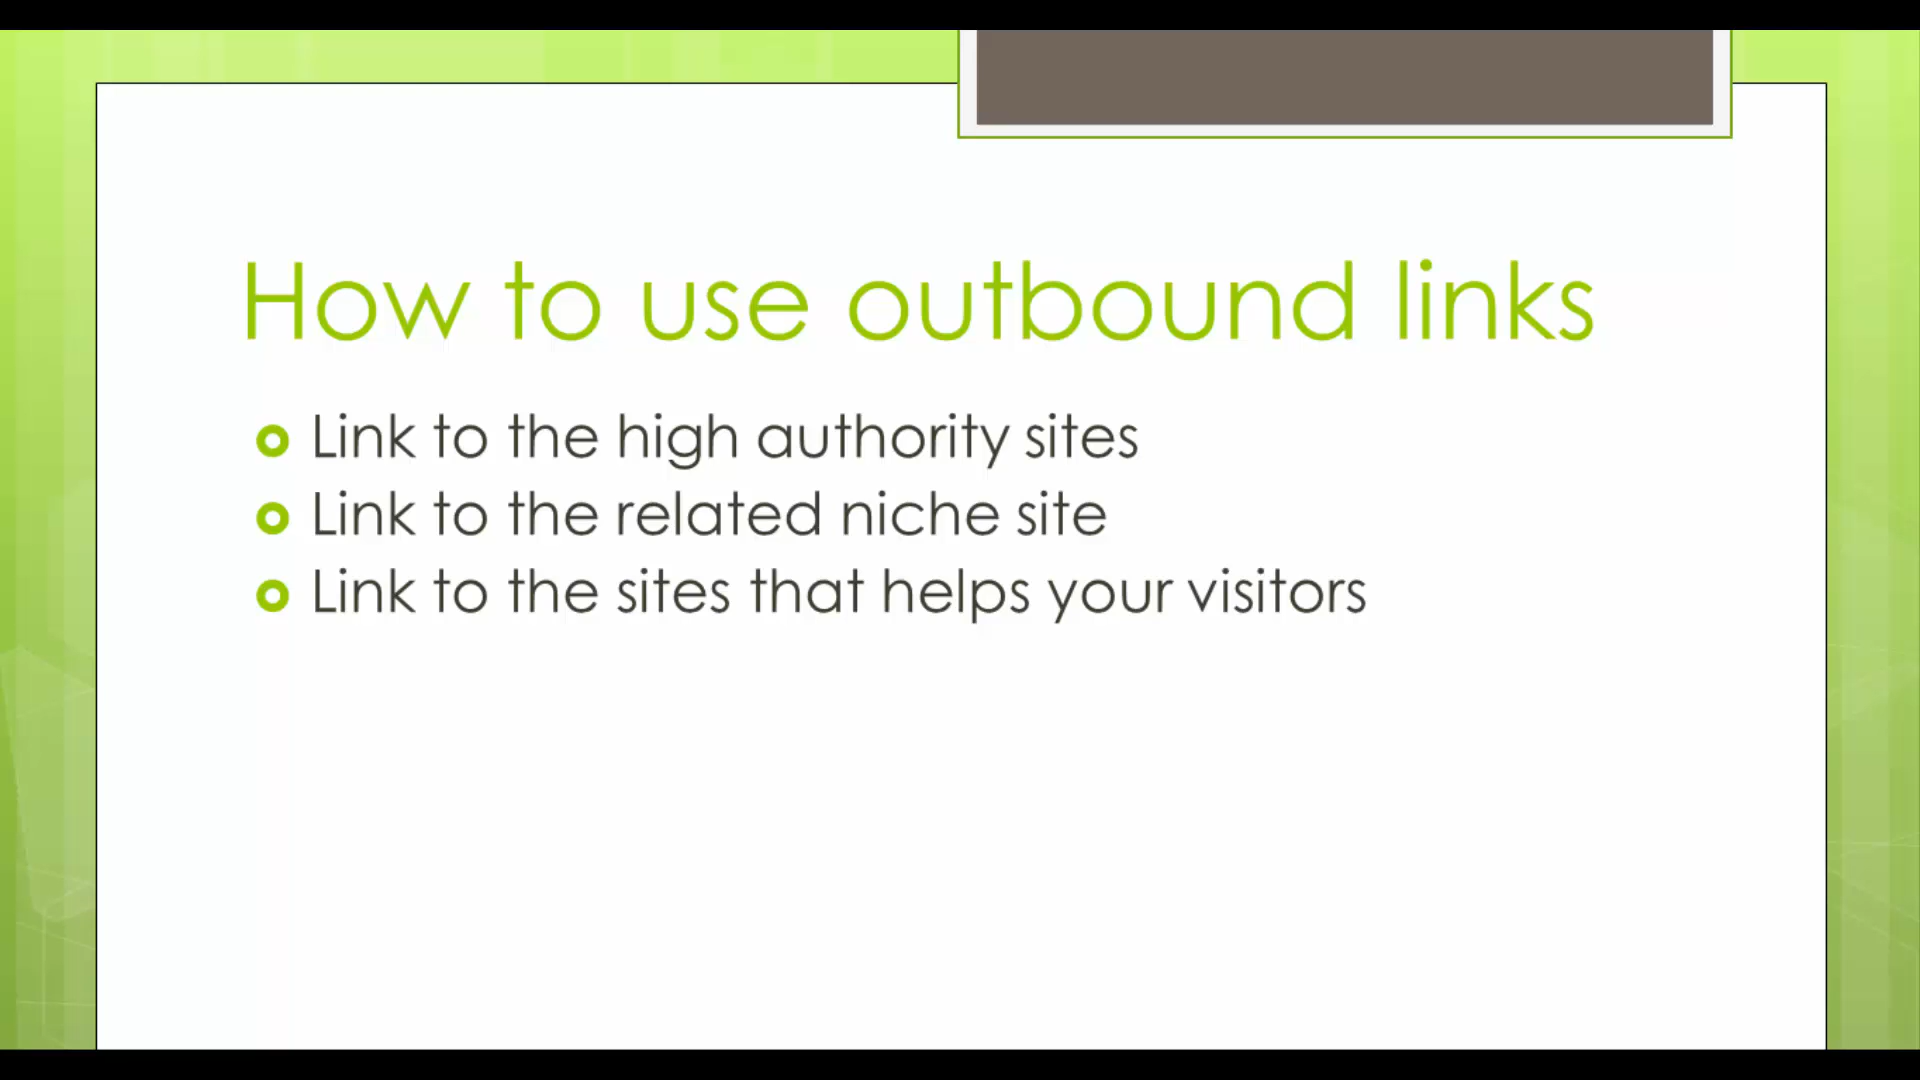 How to use outbound links
Link to the high authority sites
Link to the related niche site
Link to the sites that helps your visitors